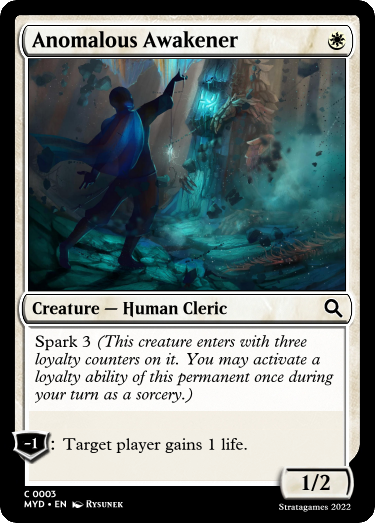 Anomalous Awakener
Creature — Human Cleric
Spark 3 (This creature enters with three
loyalty counters on it. You may activate a
loyalty ability of this permanent once during
your turn as a sorcery.)
-1: Target player gains 1 life.
1/2
C 0003
MYD • EN Rysunek
Stratagames 2022